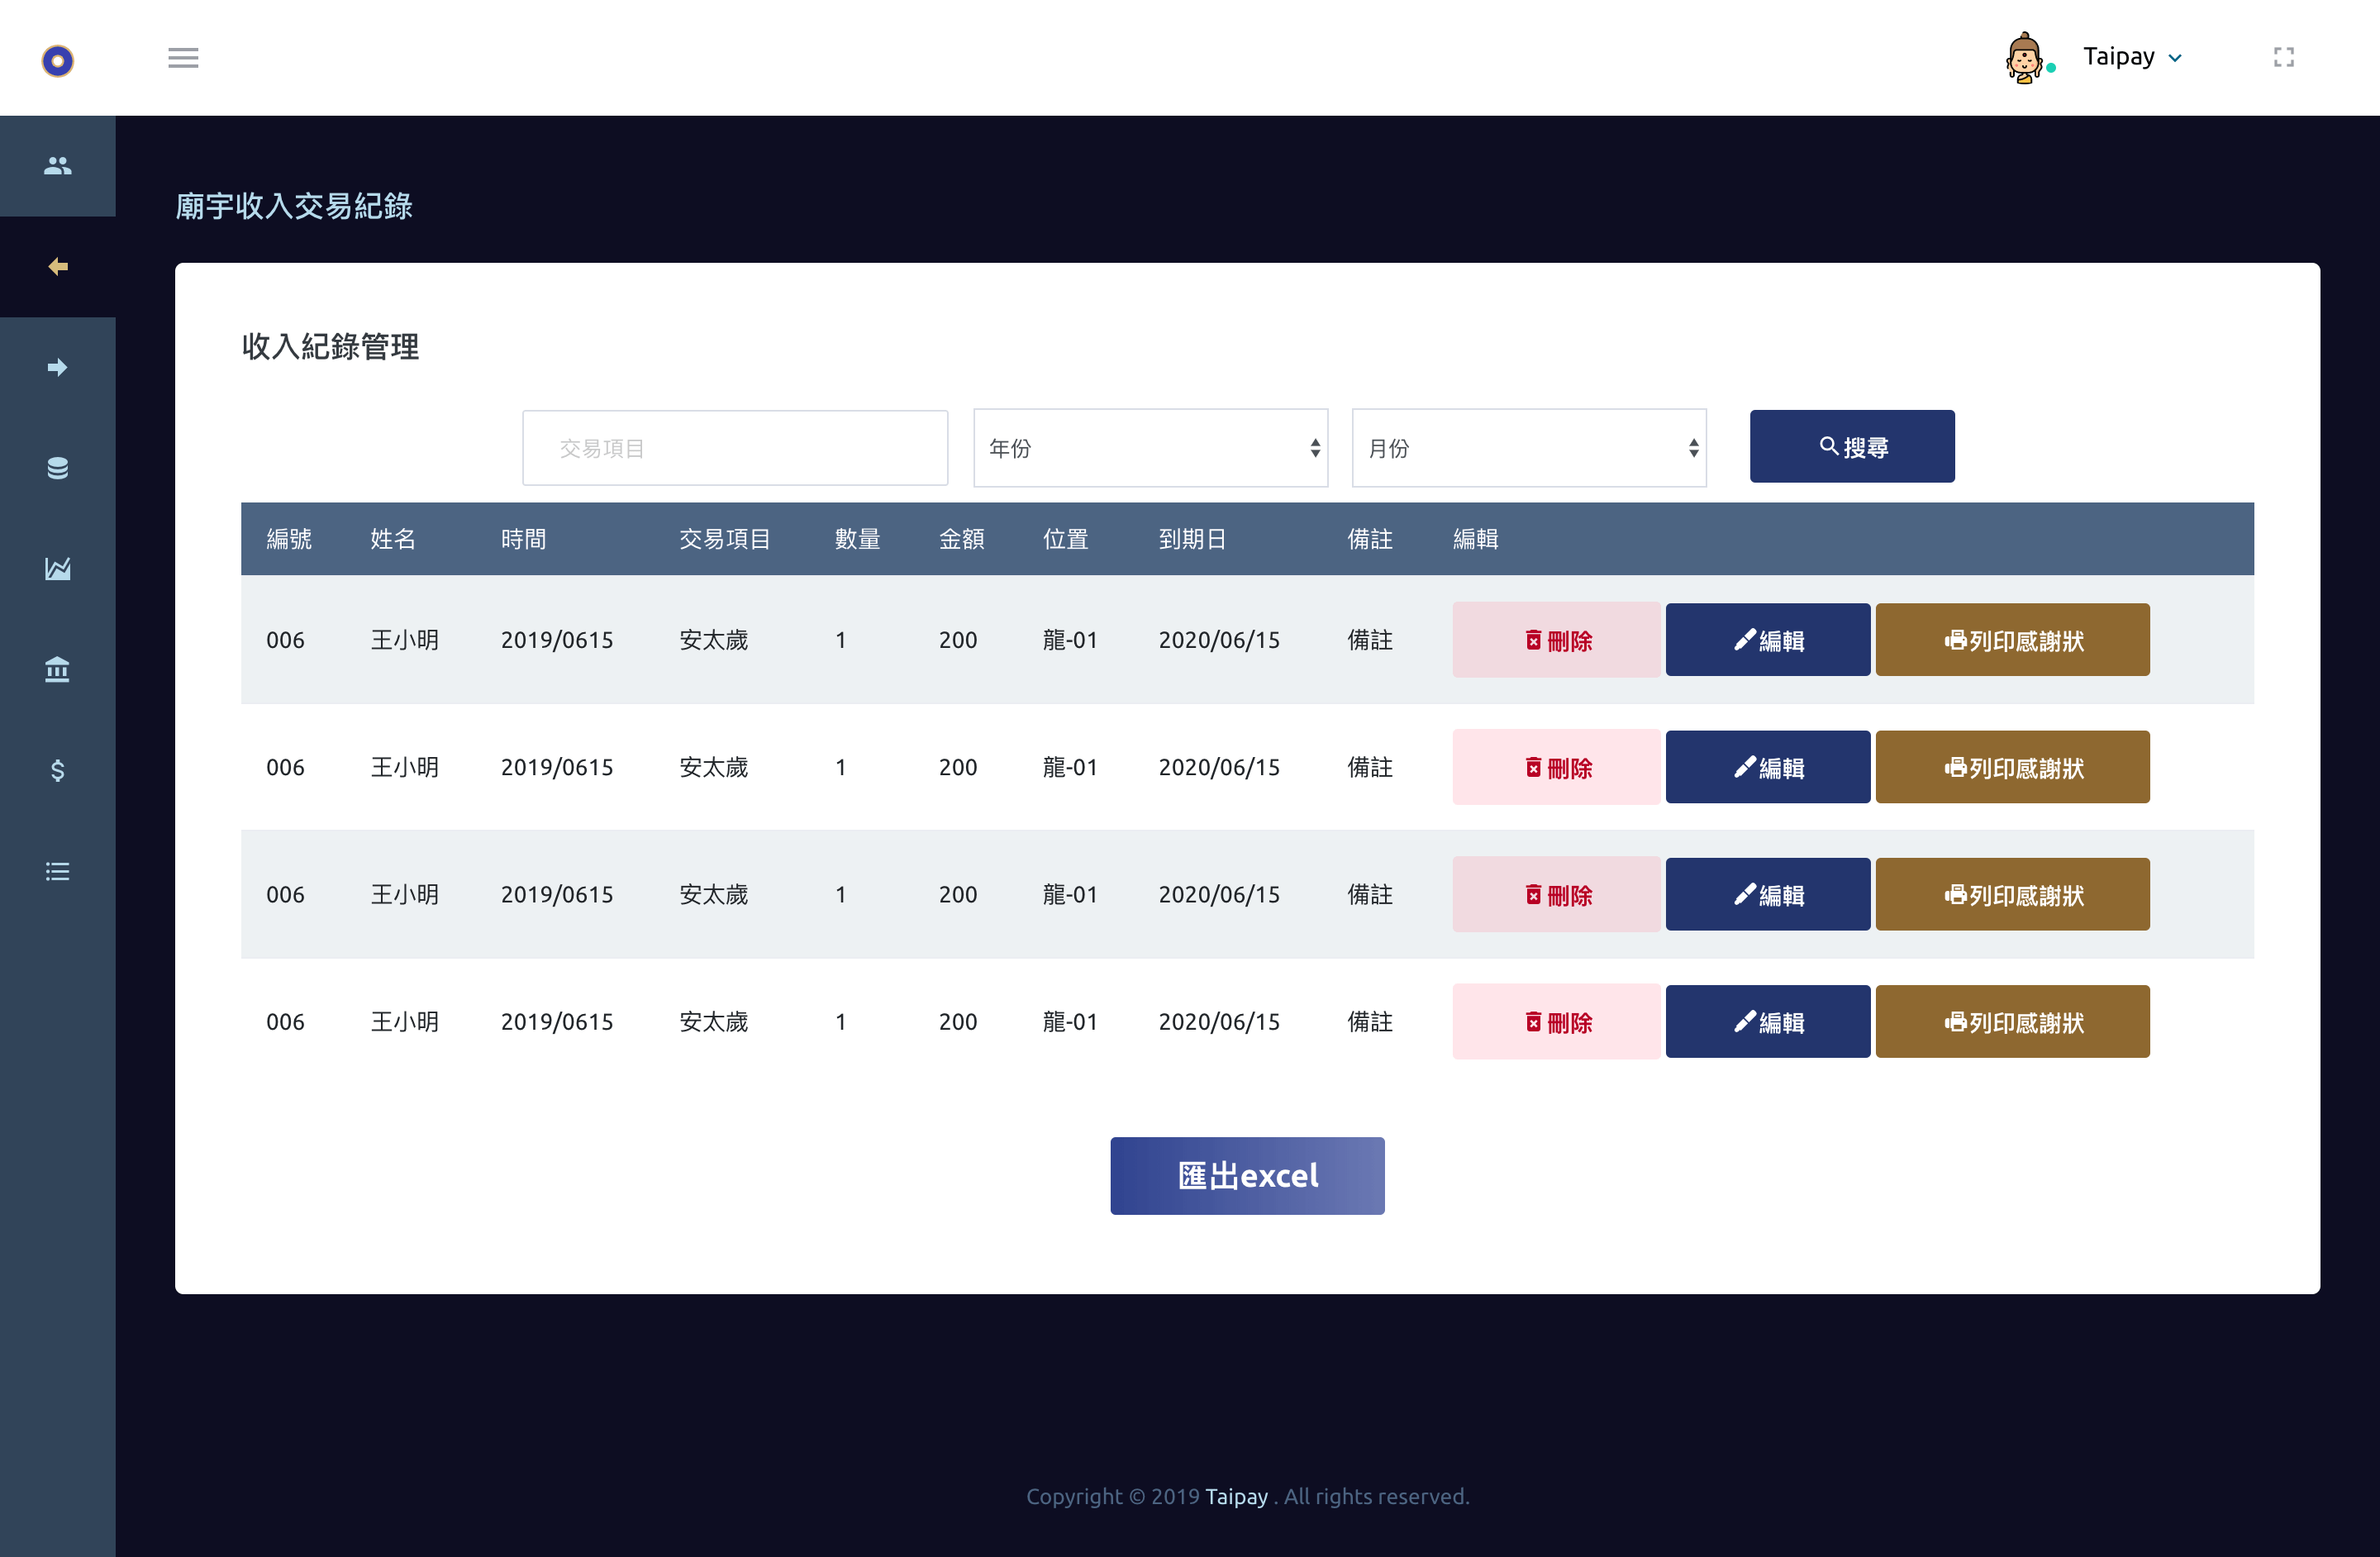 Taipay
廟宇收入交易紀錄
收入紀錄管理
交易項目 年份 月份 搜尋
編號 姓名 時間 交易項目 數量 金額 位置 到期日 備註 編輯
006 王小明 2019/0615 安太歲 1 200 龍-01 2020/06/15 備註 刪除 編輯 列印感謝狀
006 王小明 2019/0615 安太歲 1 200 龍-01 2020/06/15 備註 刪除 編輯 列印感謝狀
006 王小明 2019/0615 安太歲 1 200 龍-01 2020/06/15 備註 刪除 編輯 列印感謝狀
006 王小明 2019/0615 安太歲 1 200 龍-01 2020/06/15 備註 刪除 編輯 列印感謝狀
匯出excel
Copyright © 2019 Taipay . All rights reserved.